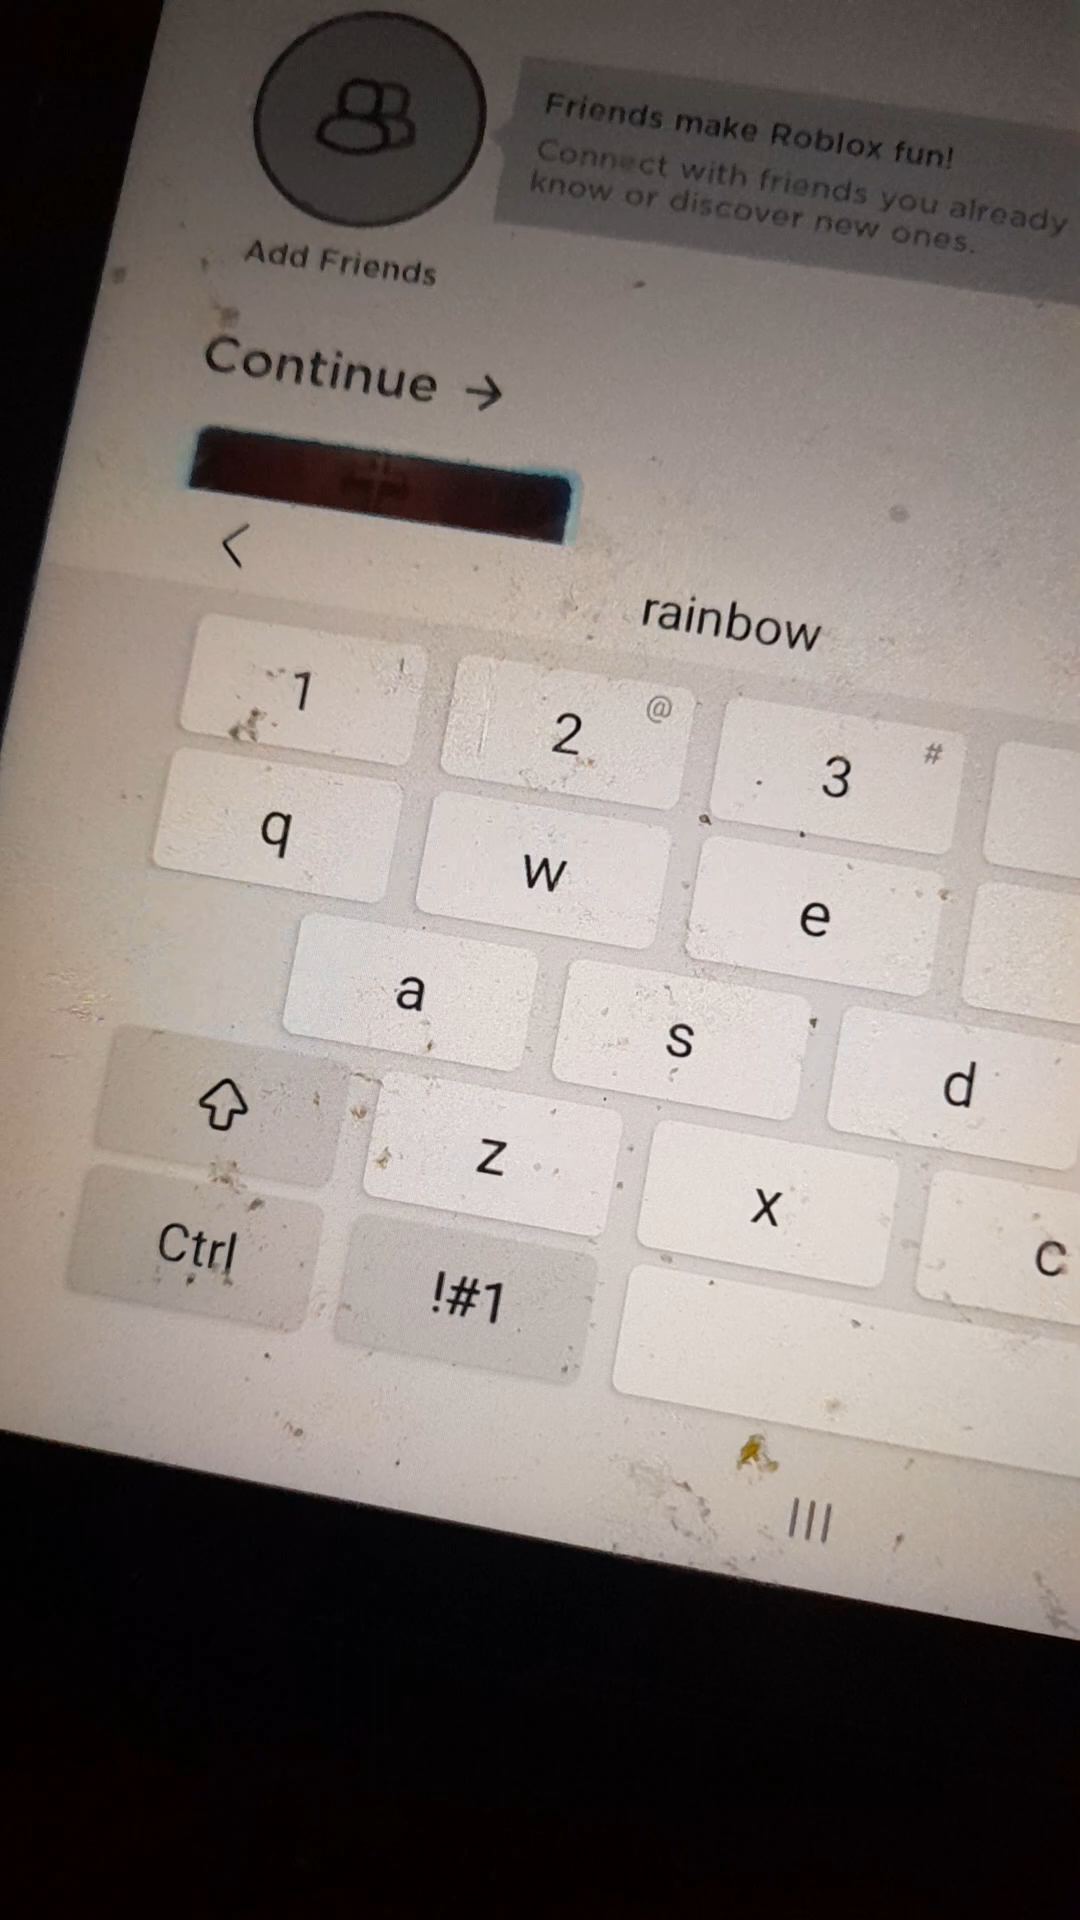 Friends make Roblox fun!
Connect with friends you already
know or discover new ones.
Add Friends
Continue →
<
rainbow
1 2 @ 3 #
q w e
a s d
z x c
Ctrl !#1